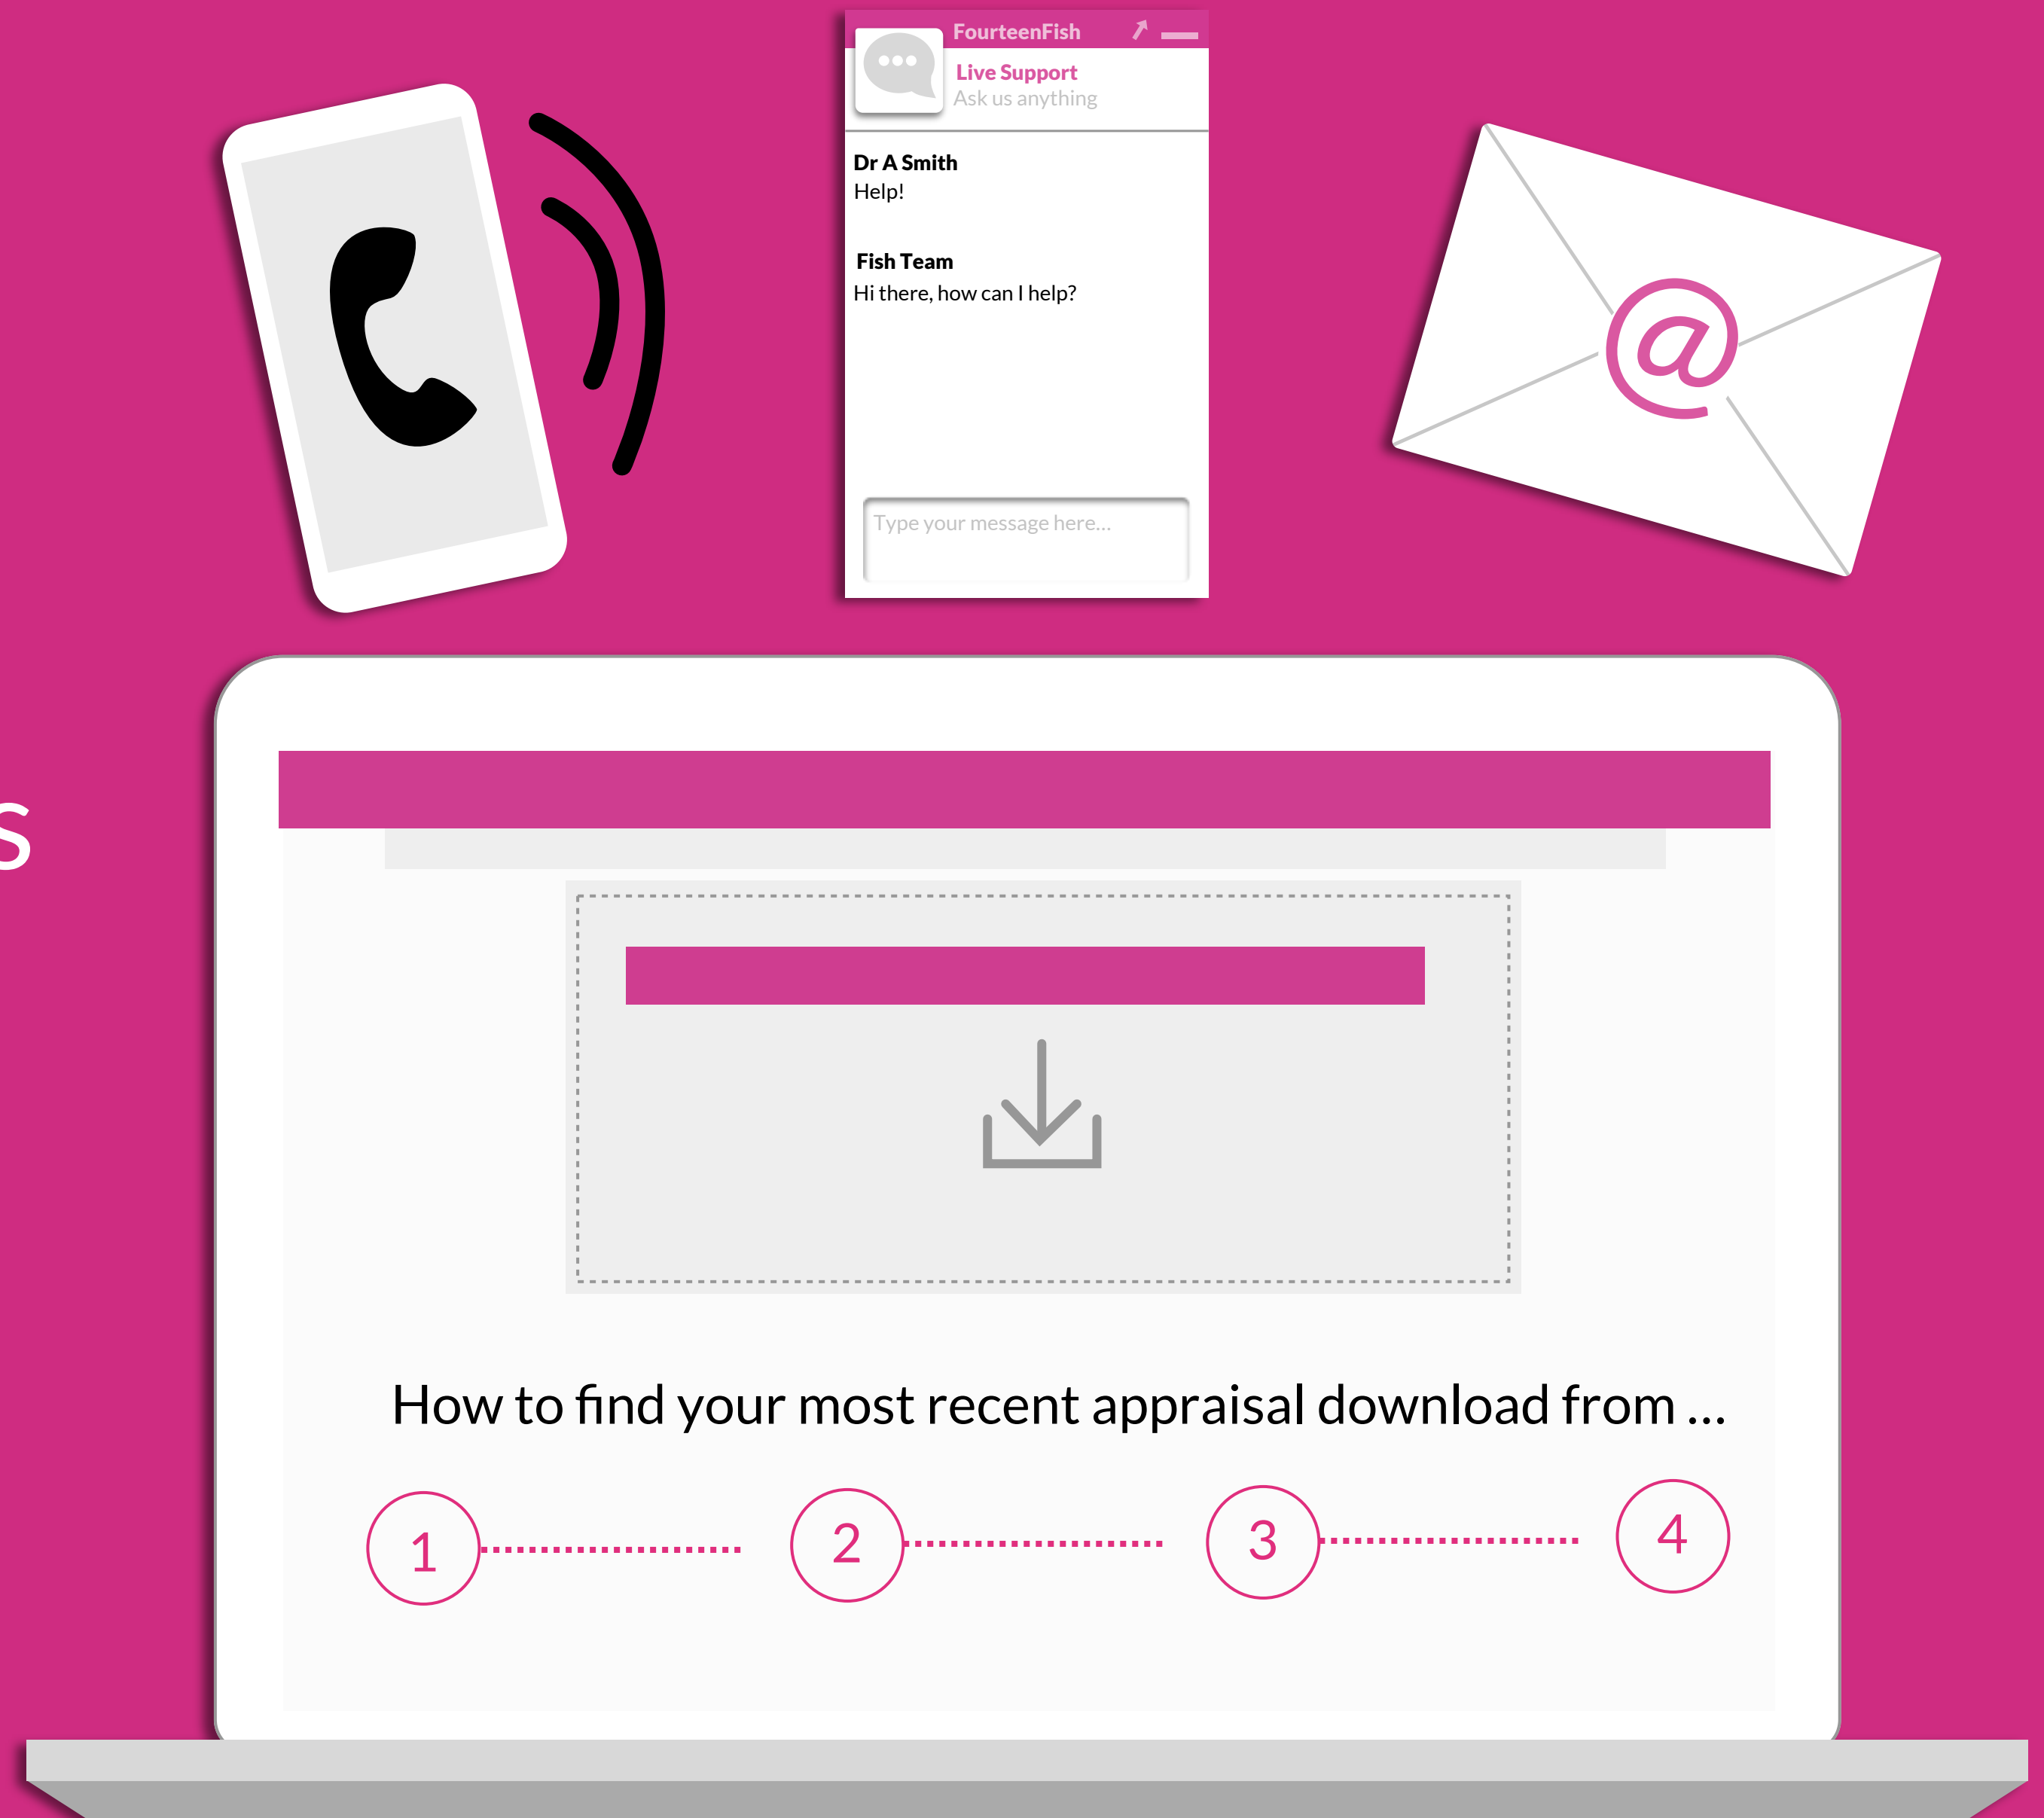 FourteenFish
Live Support
Ask us anything
Dr A Smith
Help!
Fish Team
Hi there, how can I help?
@
Type your message here...
s
How to find your most recent appraisal download from ...
1
2
3
4